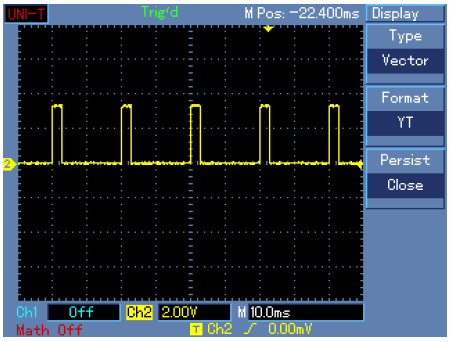 UNI-T Trig'd M Pos: -22.400ms Display
Type
Vector
Format
YT
Persist
Close
2
Ch1 Off Ch2 2.00V M 10.0ms
Math Off T Ch2 0.00mV